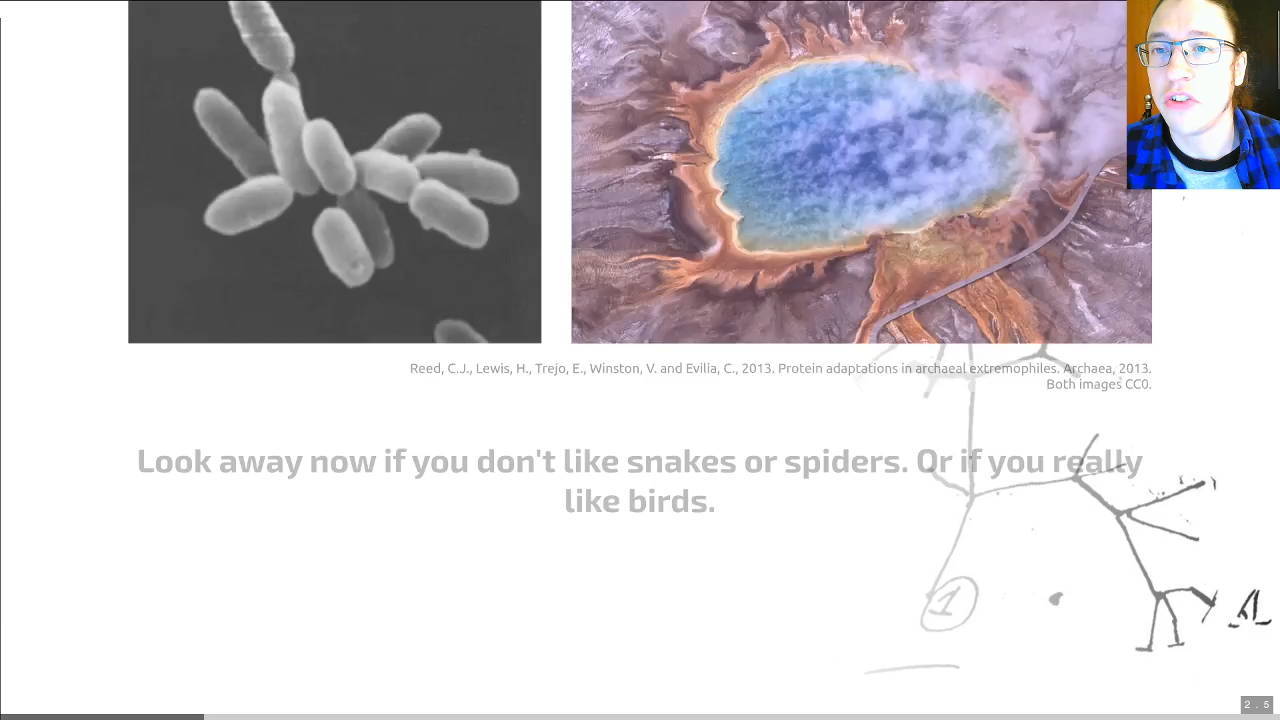 Reed, C.J., Lewis, H., Trejo, E., Winston, V. and Evilia, C., 2013. Protein adaptations in archaeal extremophiles. Archaea, 2013.
Both images CC0.
Look away now if you don't like snakes or spiders. Or if you really
like birds.
1
A
2 . 5